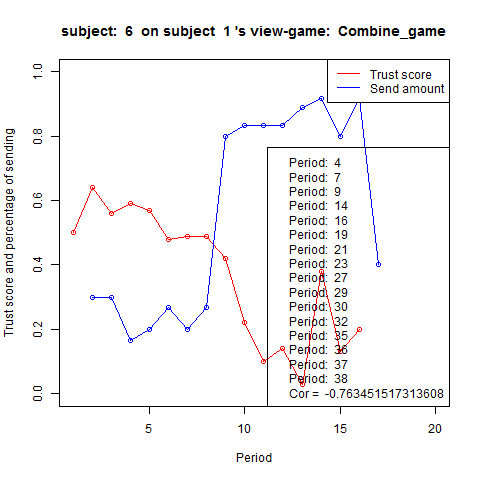 subject:  6  on subject  1 's view-game:  Combine_game
Trust score
Send amount
1.0
0.8
0.6
0.4
0.2
0.0
Trust score and percentage of sending
Period:  4
Period:  7
Period:  9
Period:  14
Period:  16
Period:  19
Period:  21
Period:  23
Period:  27
Period:  29
Period:  30
Period:  32
Period:  35
Period:  36
Period:  37
Period:  38
Cor =  -0.763451517313608
5 10 15 20
Period